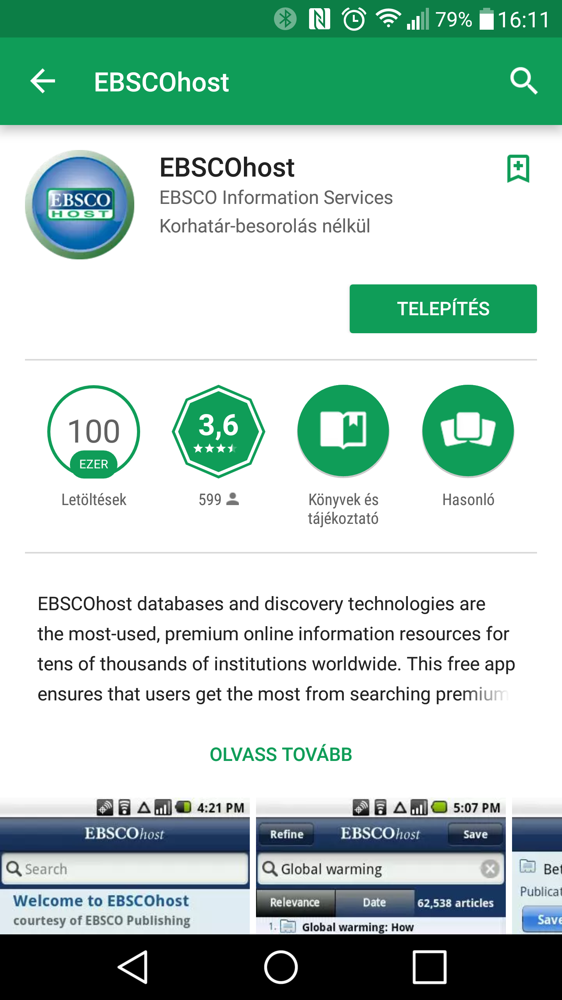 79% 16:11
EBSCOhost
EBSCO
HOST
EBSCOhost
EBSCO Information Services
Korhatár-besorolás nélkül
TELEPÍTÉS
100
EZER
Letöltések
3,6
599
Könyvek és
tájékoztató
Hasonló
EBSCOhost databases and discovery technologies are
the most-used, premium online information resources for
tens of thousands of institutions worldwide. This free app
ensures that users get the most from searching premium
OLVASS TOVÁBB
4:21 PM
EBSCOhost
Search
Welcome to EBSCOhost
courtesy of EBSCO Publishing
5:07 PM
Refine EBSCOhost Save
Global warming
Relevance Date 62,538 articles
1. Global warming: How
Bet
Publicat
Save